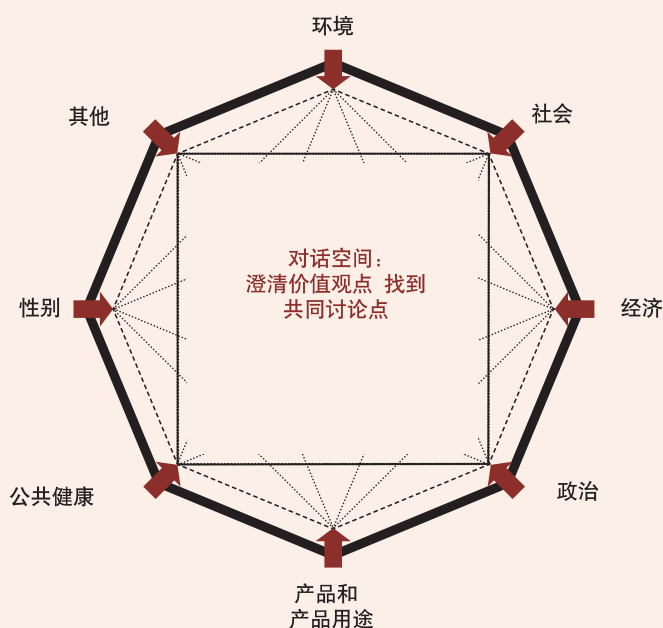 环境
其他
社会
对话空间：
澄清价值观点 找到
共同讨论点
性别
经济
公共健康
政治
产品和
产品用途